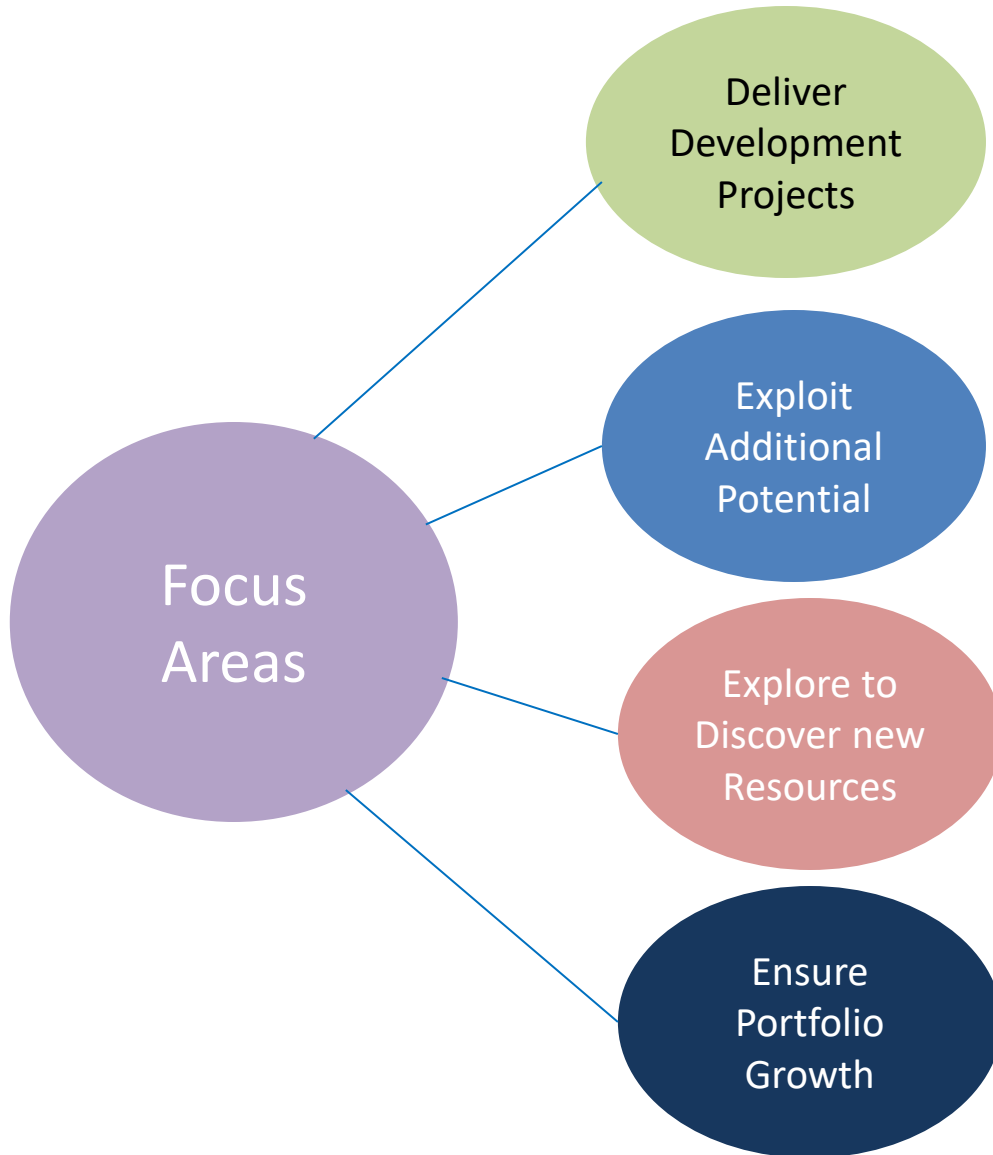 Deliver
Development
Projects
Exploit
Additional
Potential
Focus
Areas
Explore to
Discover new
Resources
Ensure
Portfolio
Growth